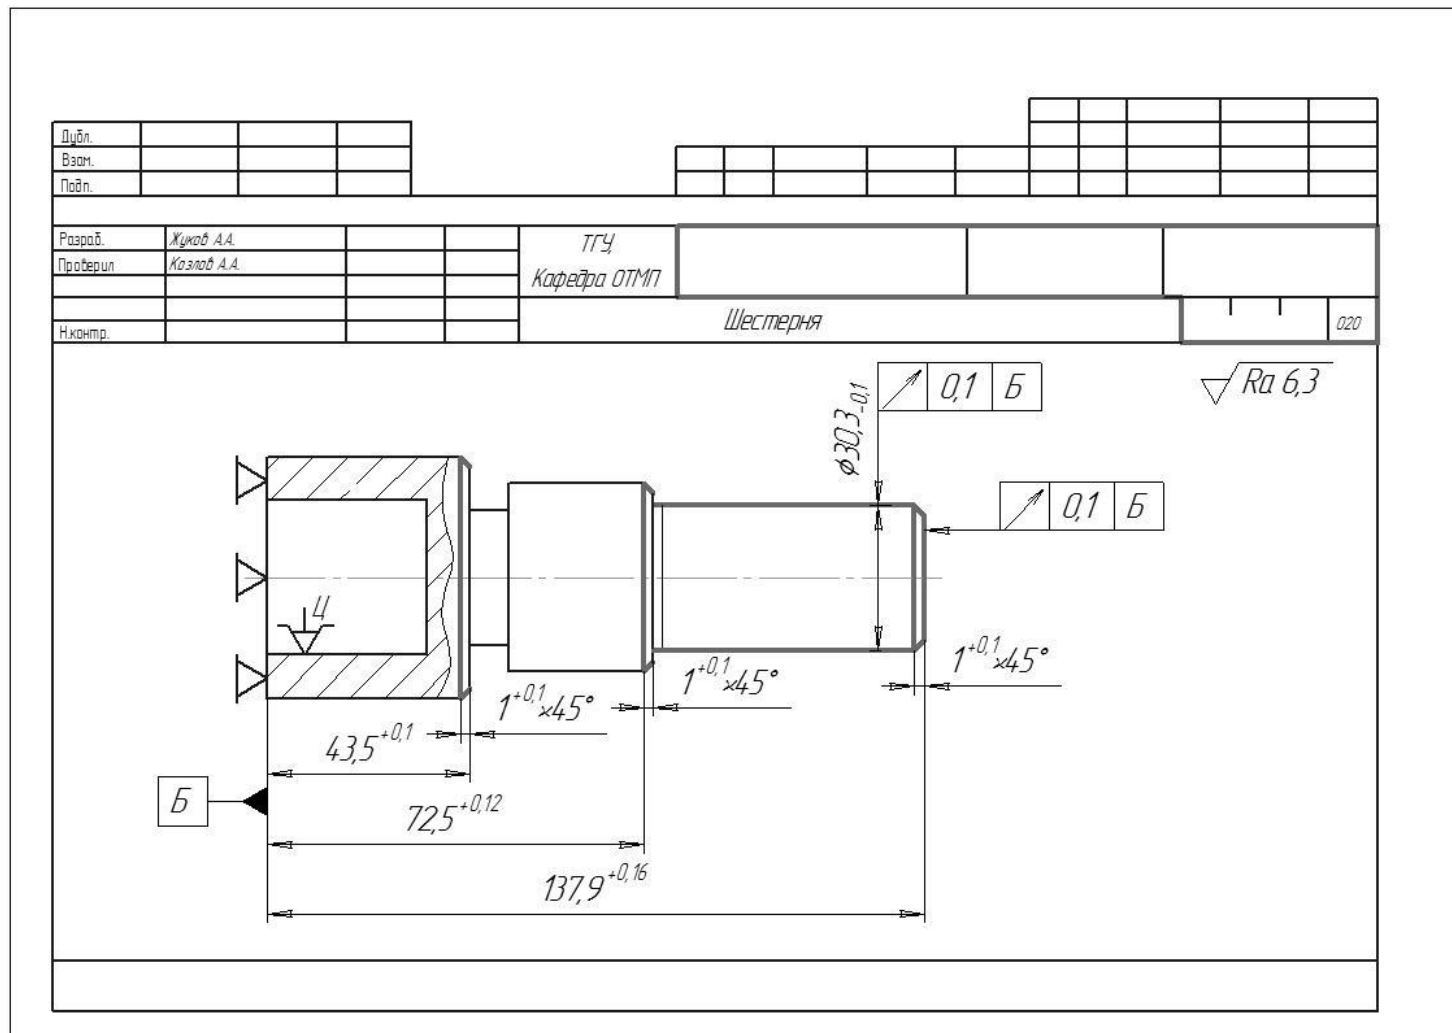 Дубл.
Взам.
Подп.
Разраб. Жуков А.А.
Проверил Козлов А.А.
Н.контр.
ТГУ,
Кафедра ОТМП
Шестерня
020
0,1 Б
Ra 6,3
ϕ30,3-0,1
0,1 Б
Ц
1+0,1×45°
1+0,1×45°
1+0,1×45°
43,5+0,1
Б
72,5+0,12
137,9+0,16